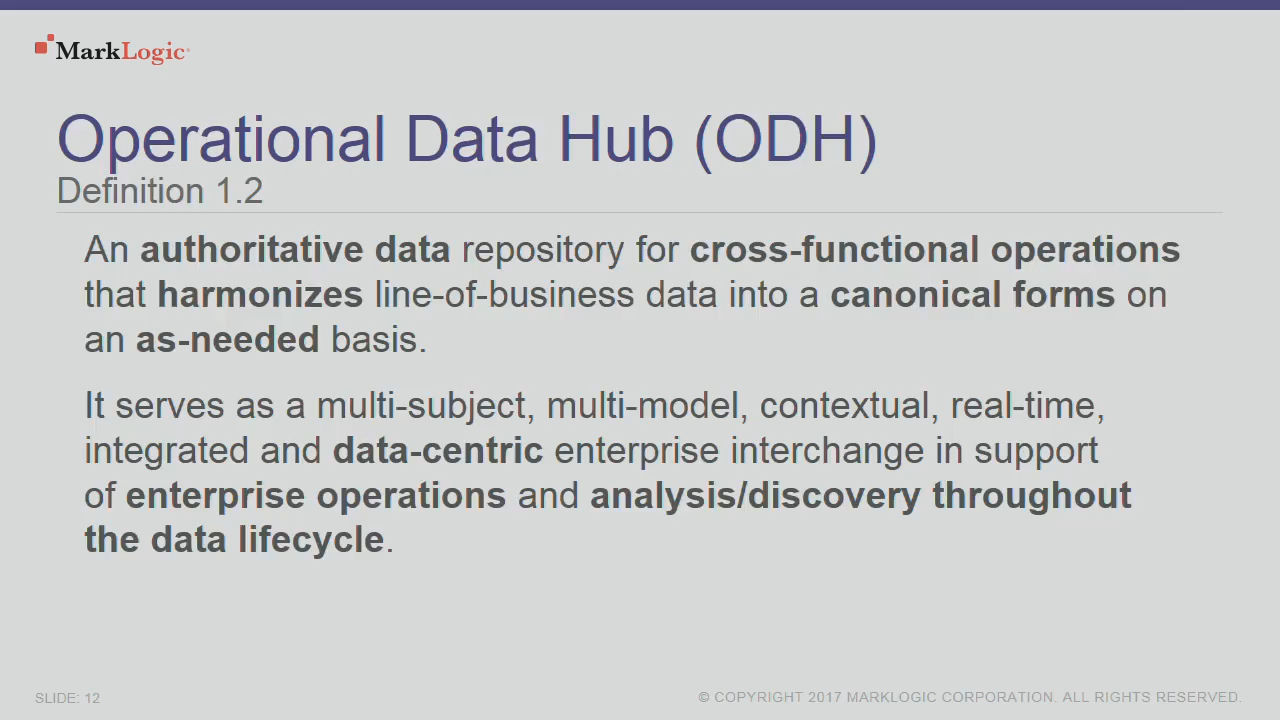 MarkLogic
Operational Data Hub (ODH)
Definition 1.2
An authoritative data repository for cross-functional operations
that harmonizes line-of-business data into a canonical forms on
an as-needed basis.
It serves as a multi-subject, multi-model, contextual, real-time,
integrated and data-centric enterprise interchange in support
of enterprise operations and analysis/discovery throughout
the data lifecycle.
SLIDE: 12
© COPYRIGHT 2017 MARKLOGIC CORPORATION. ALL RIGHTS RESERVED.